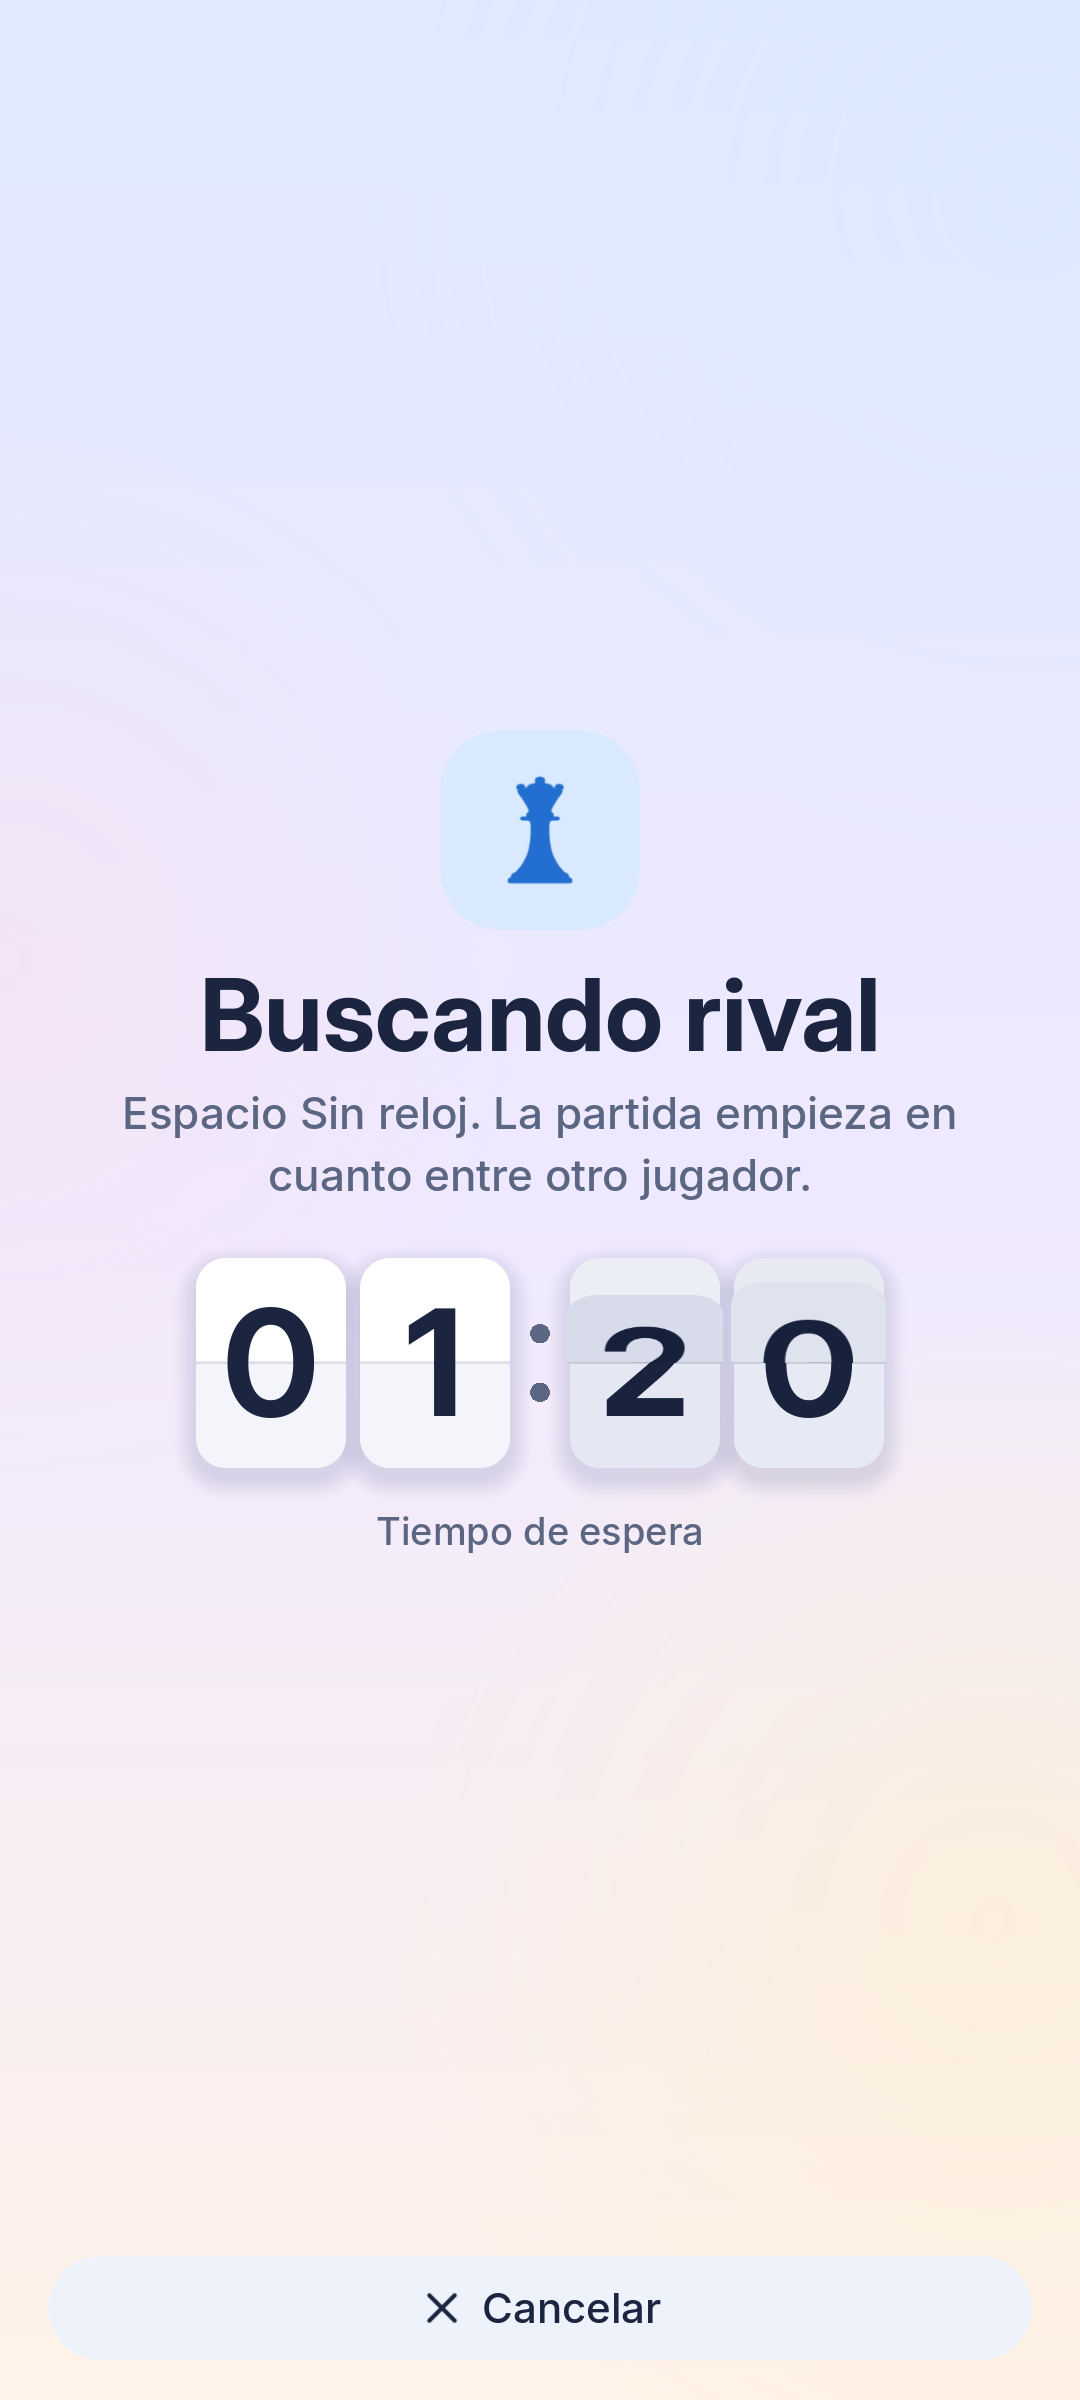 Buscando rival
Espacio Sin reloj. La partida empieza en
cuanto entre otro jugador.
01:20
Tiempo de espera
Cancelar